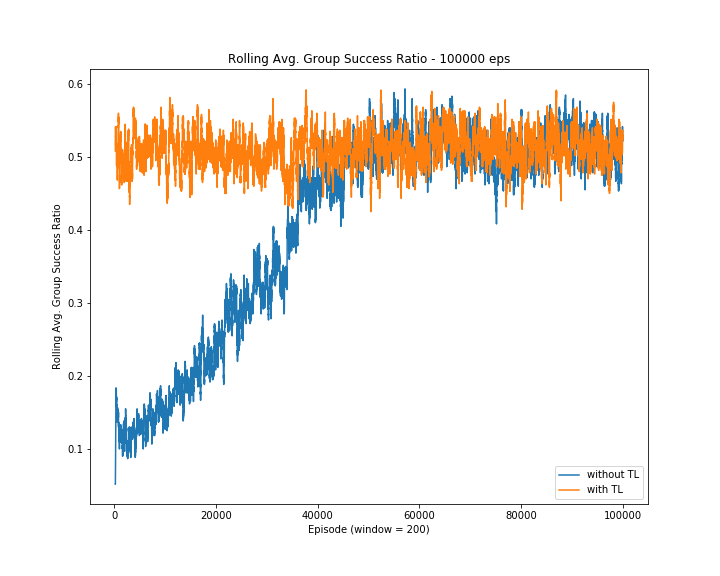 Rolling Avg. Group Success Ratio - 100000 eps
Rolling Avg. Group Success Ratio
0.6
0.5
0.4
0.3
0.2
0.1
0
20000
40000
60000
80000
100000
Episode (window = 200)
without TL
with TL